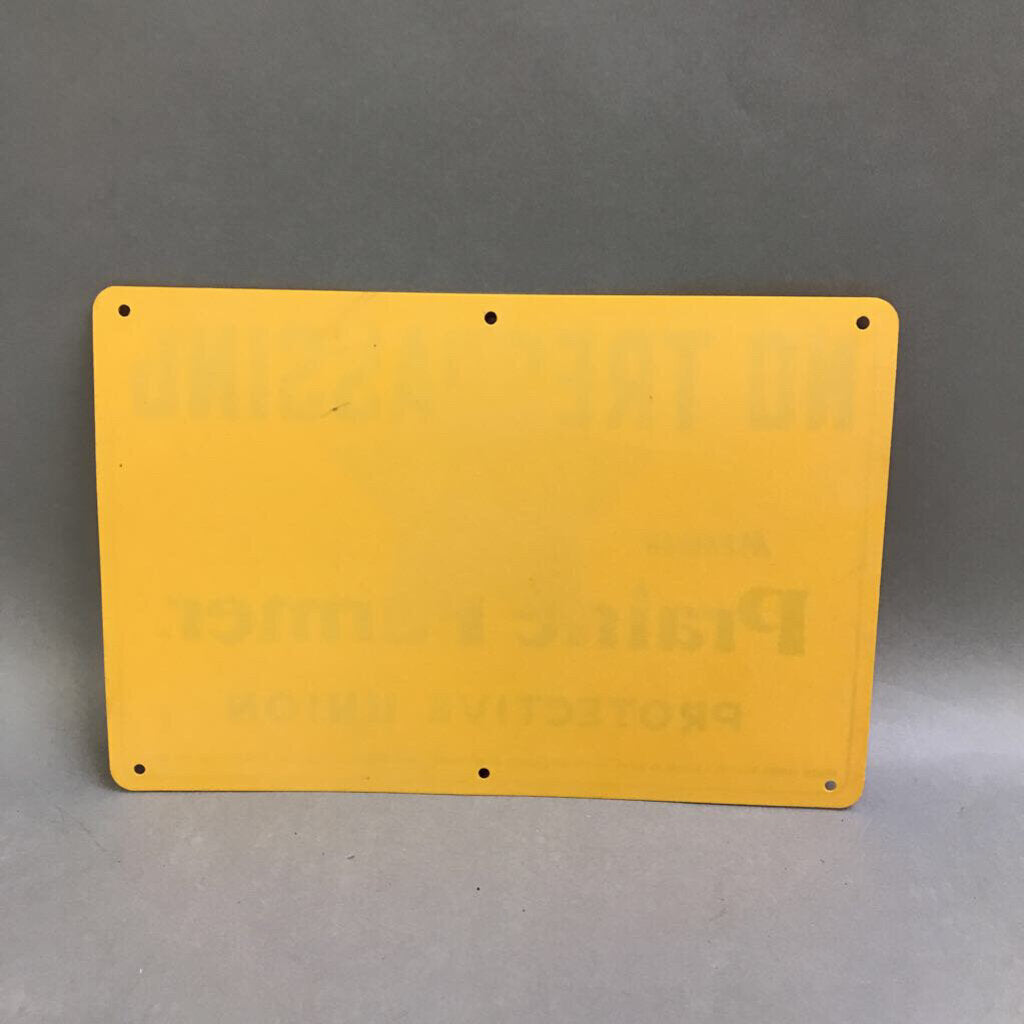 NO TRESPASSING
MEMBER
Prairie Farmer
PROTECTIVE UNION